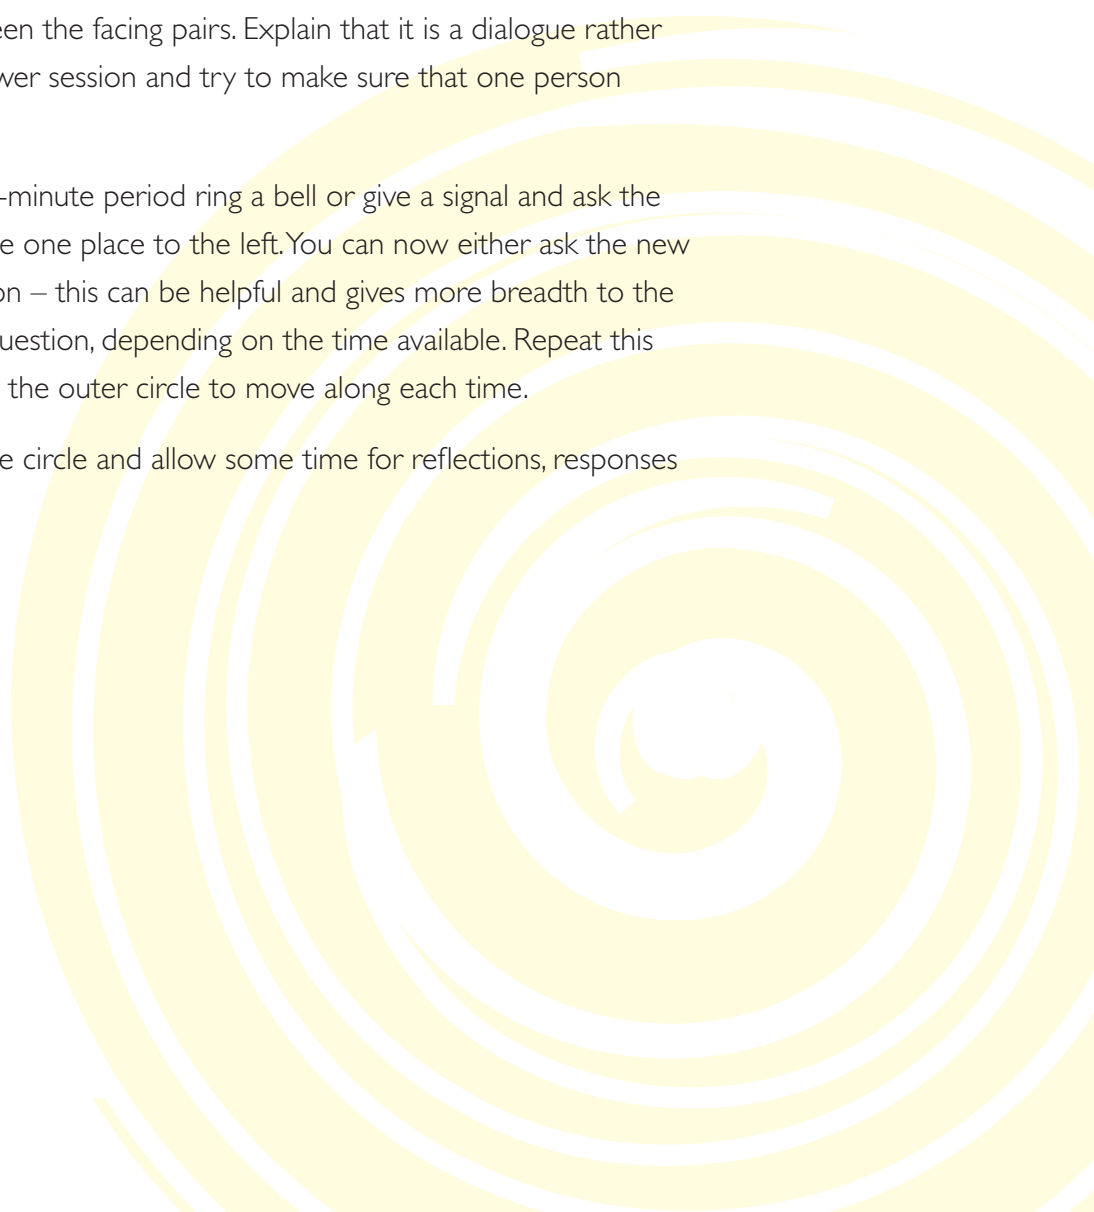 een the facing pairs. Explain that it is a dialogue rather
wer session and try to make sure that one person
-minute period ring a bell or give a signal and ask the
e one place to the left. You can now either ask the new
on – this can be helpful and gives more breadth to the
uestion, depending on the time available. Repeat this
the outer circle to move along each time.
e circle and allow some time for reflections, responses